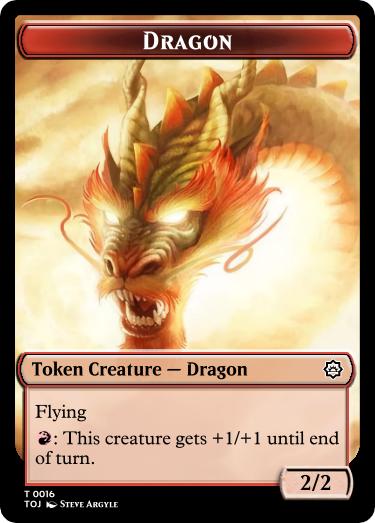 Dragon
Token Creature — Dragon
Flying
: This creature gets +1/+1 until end
of turn.
2/2
T 0016
TOJ Steve Argyle